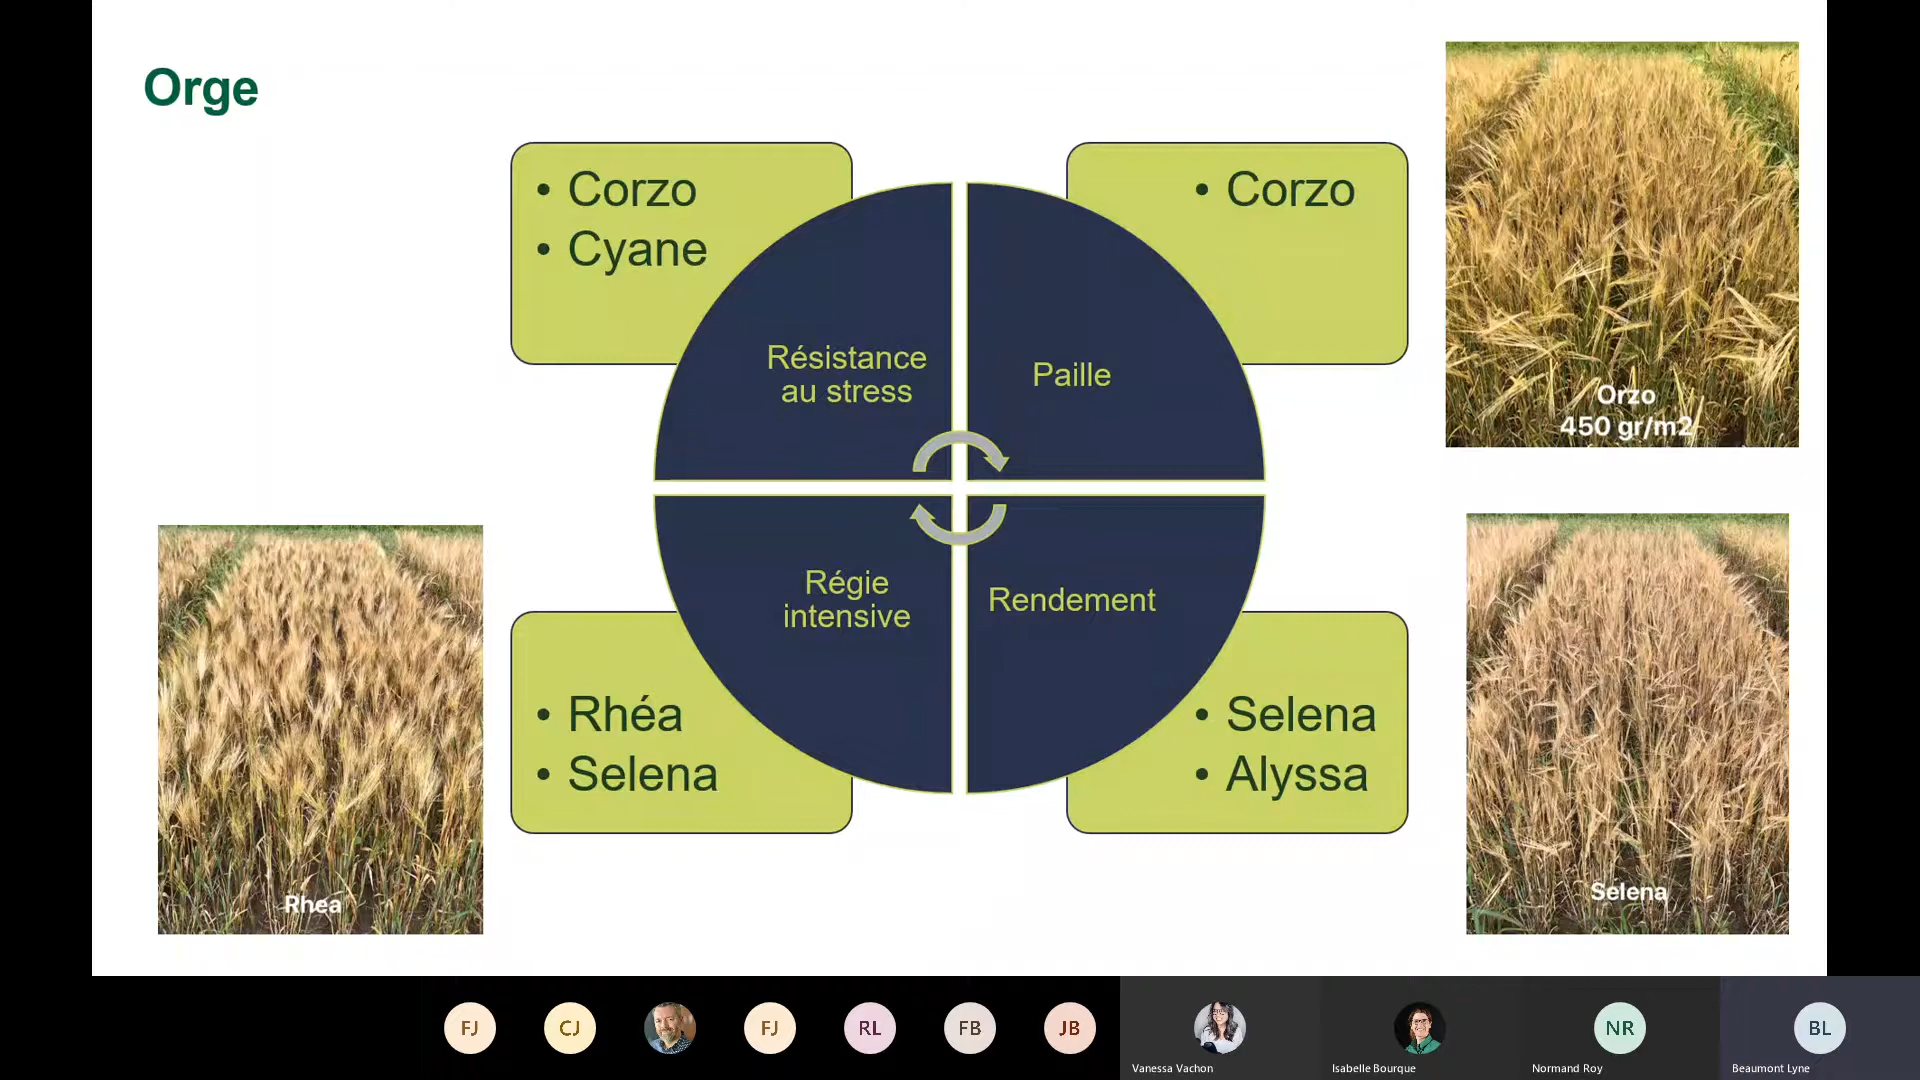 Orge
• Corzo
• Cyane
• Corzo
Résistance
au stress
Paille
Régie
intensive
Rendement
• Rhéa
• Selena
• Selena
• Alyssa
Orzo
450 gr/m2
Rhea
Selena
FJ
CJ
FJ
RL
FB
JB
NR
BL
Vanessa Vachon
Isabelle Bourque
Normand Roy
Beaumont Lyne